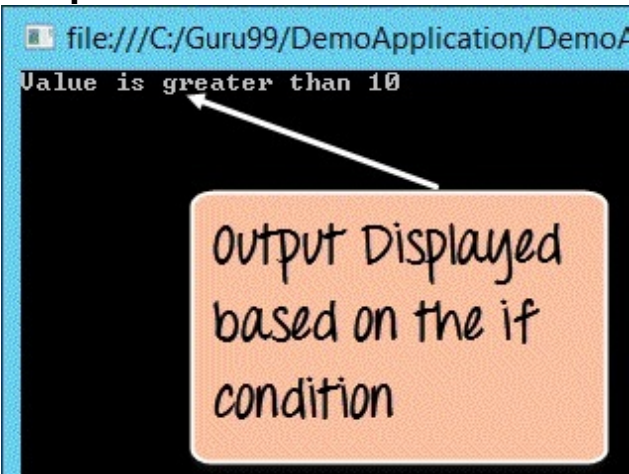 file:///C:/Guru99/DemoApplication/DemoA
Value is greater than 10
Output Displayed
based on the if
condition